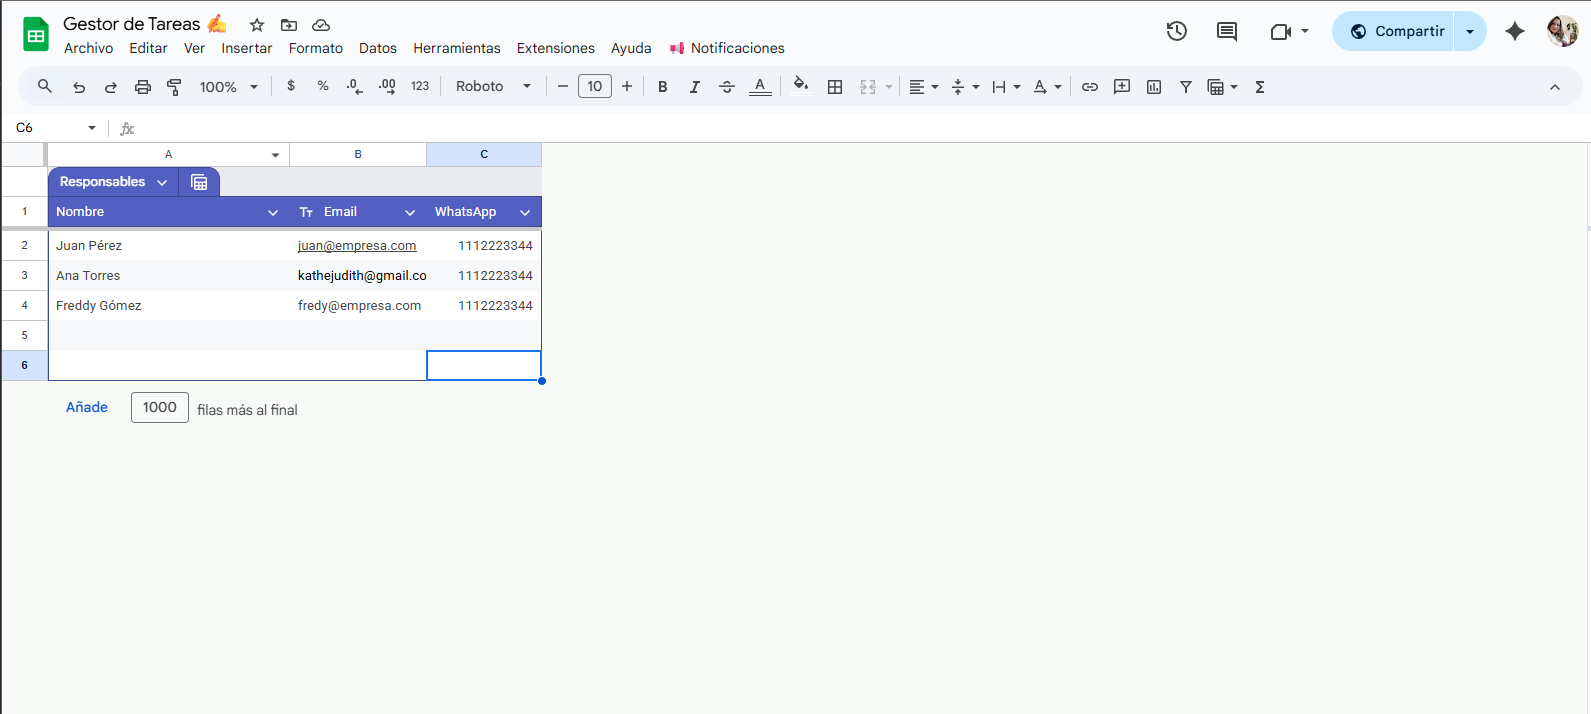 Gestor de Tareas ✍️
Archivo Editar Ver Insertar Formato Datos Herramientas Extensiones Ayuda Notificaciones
Compartir
100% $ % .0 .00 123 Roboto − 10 + B I S A A Σ
C6 fx
A B C
Responsables
1 Nombre Tт Email WhatsApp
2 Juan Pérez juan@empresa.com 1112223344
3 Ana Torres kathejudith@gmail.co 1112223344
4 Freddy Gómez fredy@empresa.com 1112223344
5
6
Añade 1000 filas más al final